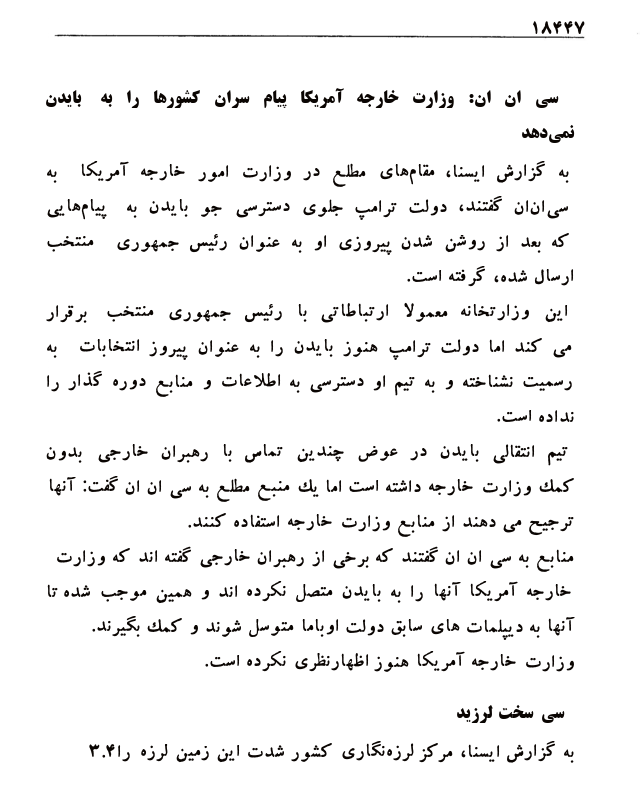 ۱۸۴۴۷
سی ان ان: وزارت خارجه آمریکا پیام سران کشورها را به بایدن
نمی‌دهد
به گزارش ایسنا، مقام‌های مطلع در وزارت امور خارجه آمریکا به
سی‌ان‌ان گفتند، دولت ترامپ جلوی دسترسی جو بایدن به پیام‌هایی
که بعد از روشن شدن پیروزی او به عنوان رئیس جمهوری منتخب
ارسال شده، گرفته است.
این وزارتخانه معمولا ارتباطاتی با رئیس جمهوری منتخب برقرار
می کند اما دولت ترامپ هنوز بایدن را به عنوان پیروز انتخابات به
رسمیت نشناخته و به تیم او دسترسی به اطلاعات و منابع دوره گذار را
نداده است.
تیم انتقالی بایدن در عوض چندین تماس با رهبران خارجی بدون
کمك وزارت خارجه داشته است اما یك منبع مطلع به سی ان ان گفت: آنها
ترجیح می دهند از منابع وزارت خارجه استفاده کنند.
منابع به سی ان ان گفتند که برخی از رهبران خارجی گفته اند که وزارت
خارجه آمریکا آنها را به بایدن متصل نکرده اند و همین موجب شده تا
آنها به دیپلمات های سابق دولت اوباما متوسل شوند و کمك بگیرند.
وزارت خارجه آمریکا هنوز اظهارنظری نکرده است.
سی سخت لرزید
به گزارش ایسنا، مرکز لرزه‌نگاری کشور شدت این زمین لرزه را۳.۴